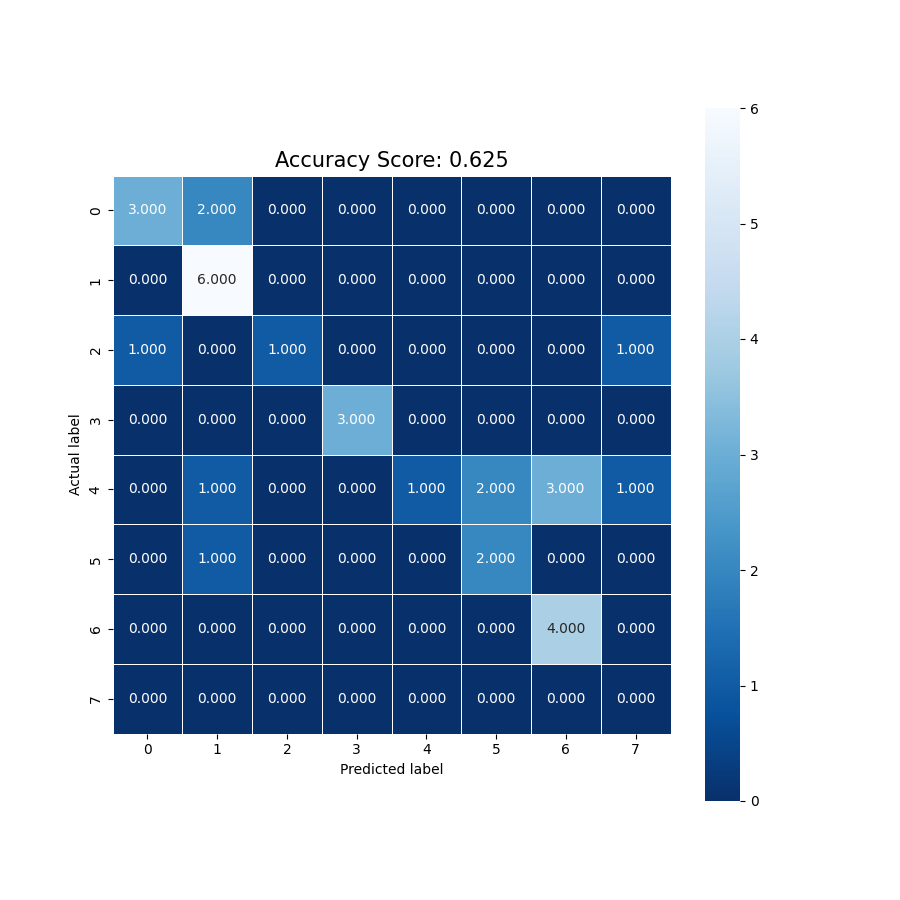 Accuracy Score: 0.625
0 3.000 2.000 0.000 0.000 0.000 0.000 0.000 0.000
1 0.000 6.000 0.000 0.000 0.000 0.000 0.000 0.000
2 1.000 0.000 1.000 0.000 0.000 0.000 0.000 1.000
3 0.000 0.000 0.000 3.000 0.000 0.000 0.000 0.000
4 0.000 1.000 0.000 0.000 1.000 2.000 3.000 1.000
5 0.000 1.000 0.000 0.000 0.000 2.000 0.000 0.000
6 0.000 0.000 0.000 0.000 0.000 0.000 4.000 0.000
7 0.000 0.000 0.000 0.000 0.000 0.000 0.000 0.000
0 1 2 3 4 5 6 7
Predicted label
Actual label
6
5
4
3
2
1
0